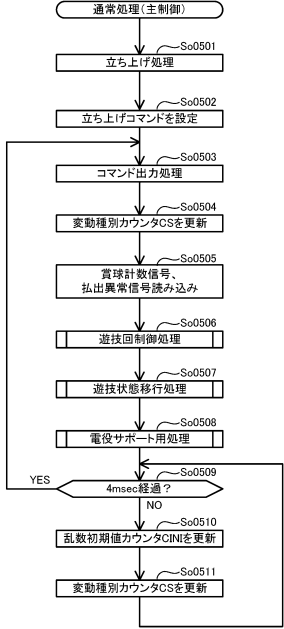 通常処理(主制御)
So0501
立ち上げ処理
So0502
立ち上げコマンドを設定
So0503
コマンド出力処理
So0504
変動種別カウンタCSを更新
So0505
賞球計数信号、
払出異常信号読み込み
So0506
遊技回制御処理
So0507
遊技状態移行処理
So0508
電役サポート用処理
So0509
4msec経過?
YES
NO
So0510
乱数初期値カウンタCINIを更新
So0511
変動種別カウンタCSを更新